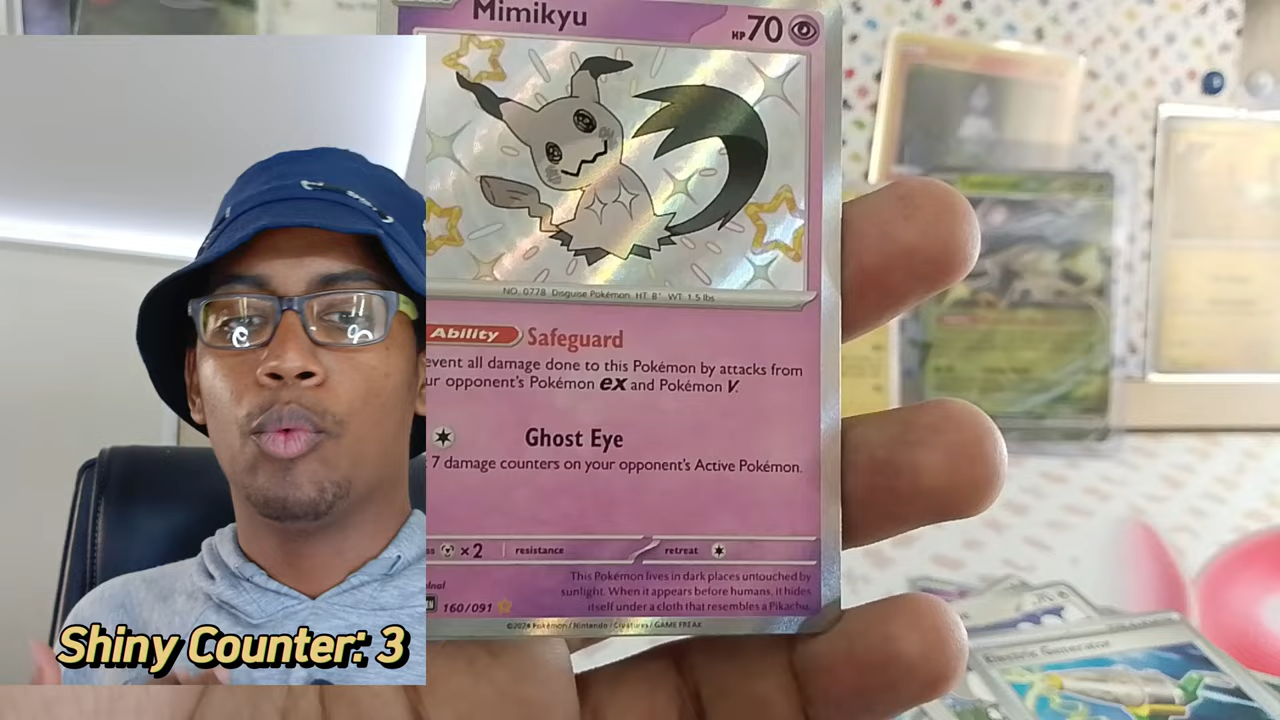 Mimikyu
HP 70
NO. 0778 Disguise Pokémon HT 8" WT 1.5 lbs
Ability Safeguard
event all damage done to this Pokémon by attacks from
ur opponent's Pokémon ex and Pokémon V.
Ghost Eye
7 damage counters on your opponent's Active Pokémon.
ss ×2 resistance retreat
This Pokémon lives in dark places untouched by
sunlight. When it appears before humans, it hides
itself under a cloth that resembles a Pikachu.
EN 160/091
©2024 Pokémon / Nintendo / Creatures / GAME FREAK
Electric Generator
Shiny Counter: 3